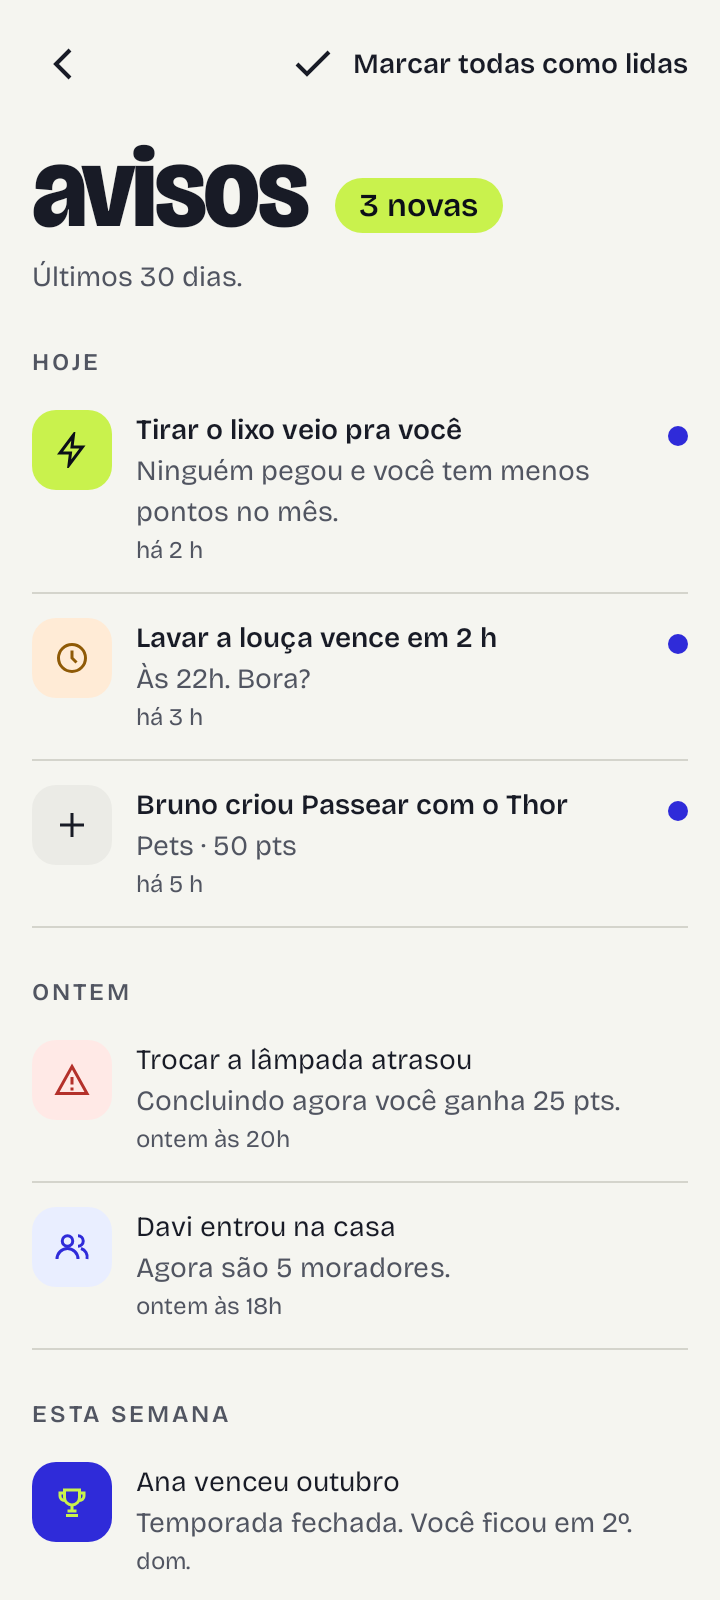 Marcar todas como lidas
avisos
3 novas
Últimos 30 dias.
HOJE
Tirar o lixo veio pra você
Ninguém pegou e você tem menos
pontos no mês.
há 2 h
Lavar a louça vence em 2 h
Às 22h. Bora?
há 3 h
Bruno criou Passear com o Thor
Pets · 50 pts
há 5 h
ONTEM
Trocar a lâmpada atrasou
Concluindo agora você ganha 25 pts.
ontem às 20h
Davi entrou na casa
Agora são 5 moradores.
ontem às 18h
ESTA SEMANA
Ana venceu outubro
Temporada fechada. Você ficou em 2º.
dom.